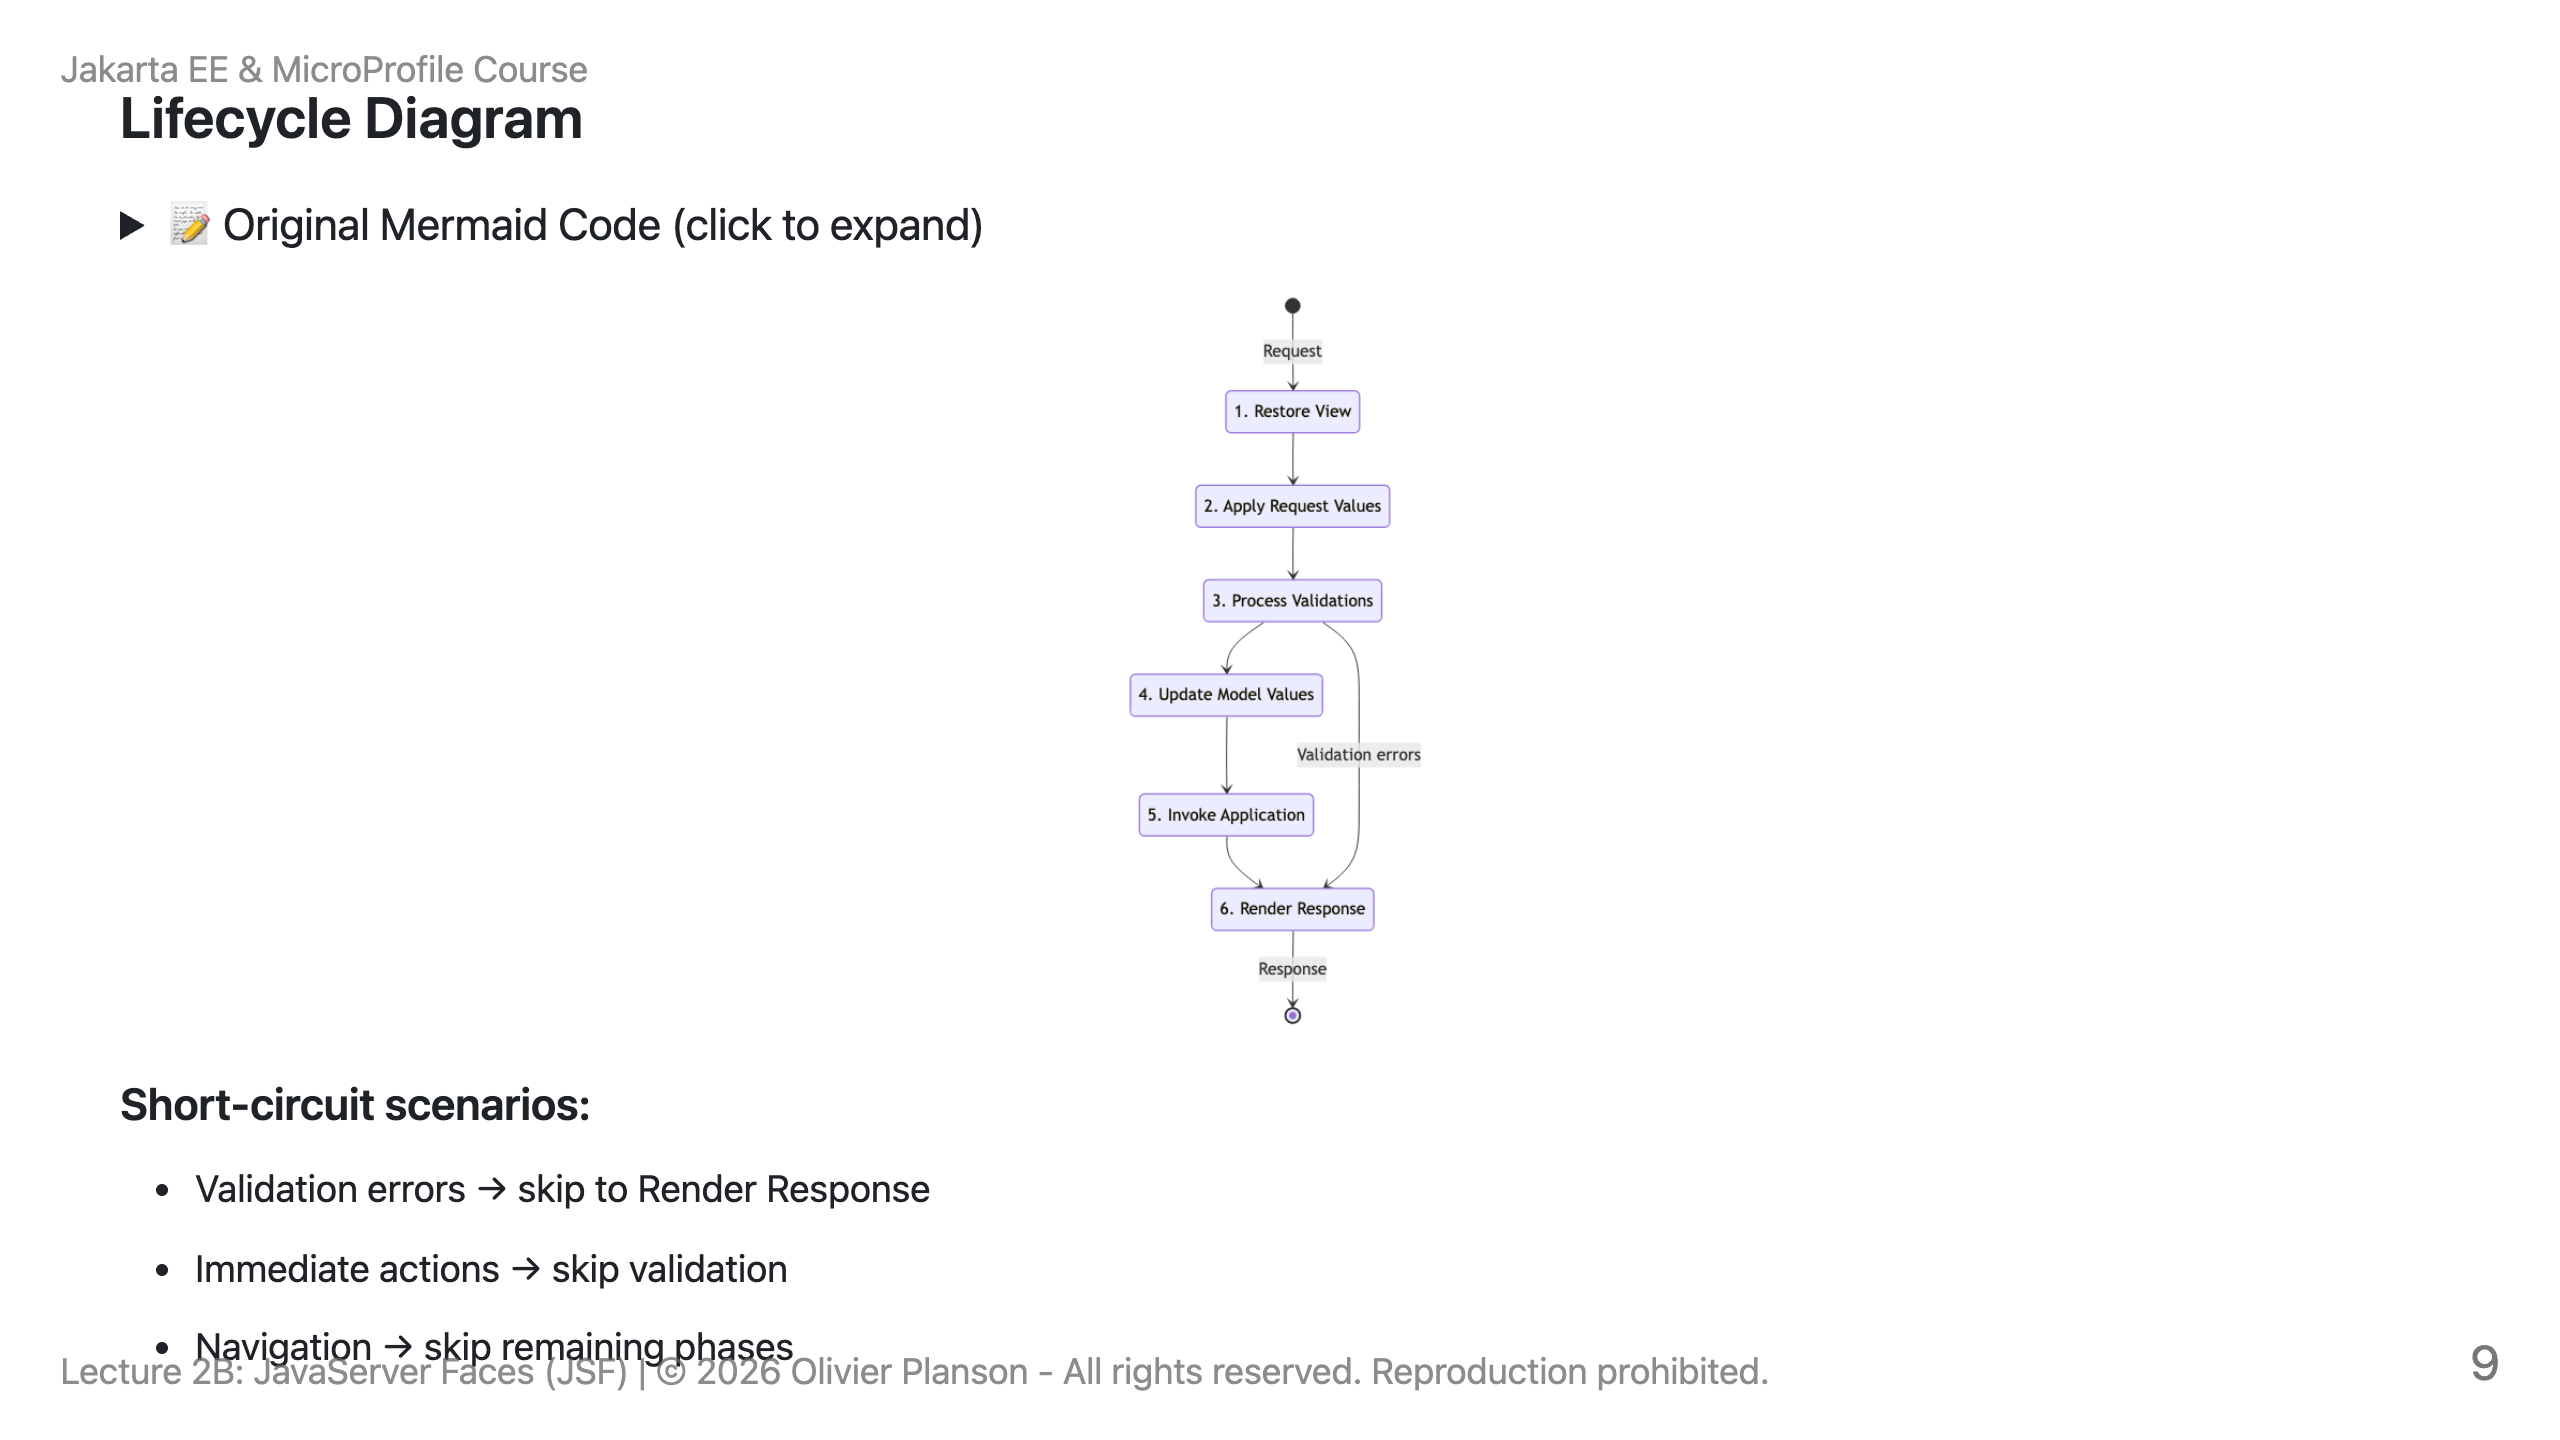 Jakarta EE & MicroProfile Course
Lifecycle Diagram
▶ 📝 Original Mermaid Code (click to expand)
Request
1. Restore View
2. Apply Request Values
3. Process Validations
4. Update Model Values
Validation errors
5. Invoke Application
6. Render Response
Response
Short-circuit scenarios:
• Validation errors → skip to Render Response
• Immediate actions → skip validation
• Navigation → skip remaining phases
Lecture 2B: JavaServer Faces (JSF) | © 2026 Olivier Planson - All rights reserved. Reproduction prohibited.
9